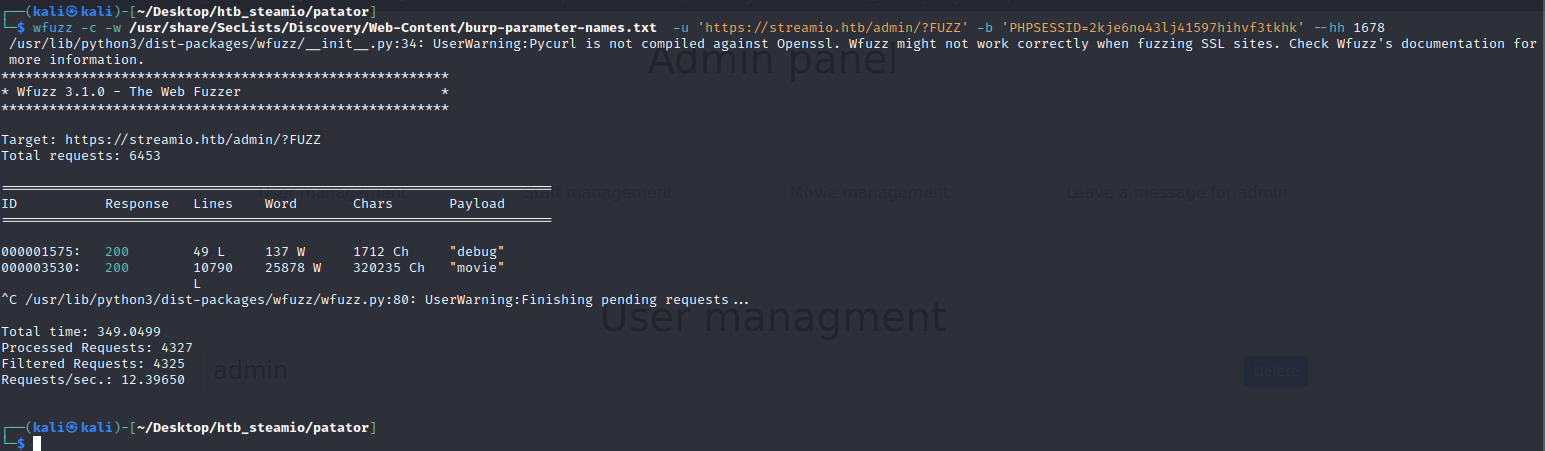 ┌──(kali㉿kali)-[~/Desktop/htb_steamio/patator]
└─$ wfuzz -c -w /usr/share/SecLists/Discovery/Web-Content/burp-parameter-names.txt  -u 'https://streamio.htb/admin/?FUZZ' -b 'PHPSESSID=2kje6no43lj41597hihvf3tkhk' --hh 1678
/usr/lib/python3/dist-packages/wfuzz/__init__.py:34: UserWarning:Pycurl is not compiled against Openssl. Wfuzz might not work correctly when fuzzing SSL sites. Check Wfuzz's documentation for
more information.
Admin panel
********************************************************
* Wfuzz 3.1.0 - The Web Fuzzer                         *
********************************************************
Target: https://streamio.htb/admin/?FUZZ
Total requests: 6453
=====================================================================
User management Staff management Movie management Leave a message for admin
ID           Response   Lines    Word       Chars       Payload
=====================================================================
000001575:   200        49 L     137 W      1712 Ch     "debug"
000003530:   200        10790    25878 W    320235 Ch   "movie"
L
^C /usr/lib/python3/dist-packages/wfuzz/wfuzz.py:80: UserWarning:Finishing pending requests...
User managment
Total time: 349.0499
Processed Requests: 4327
Filtered Requests: 4325
admin Delete
Requests/sec.: 12.39650
┌──(kali㉿kali)-[~/Desktop/htb_steamio/patator]
└─$